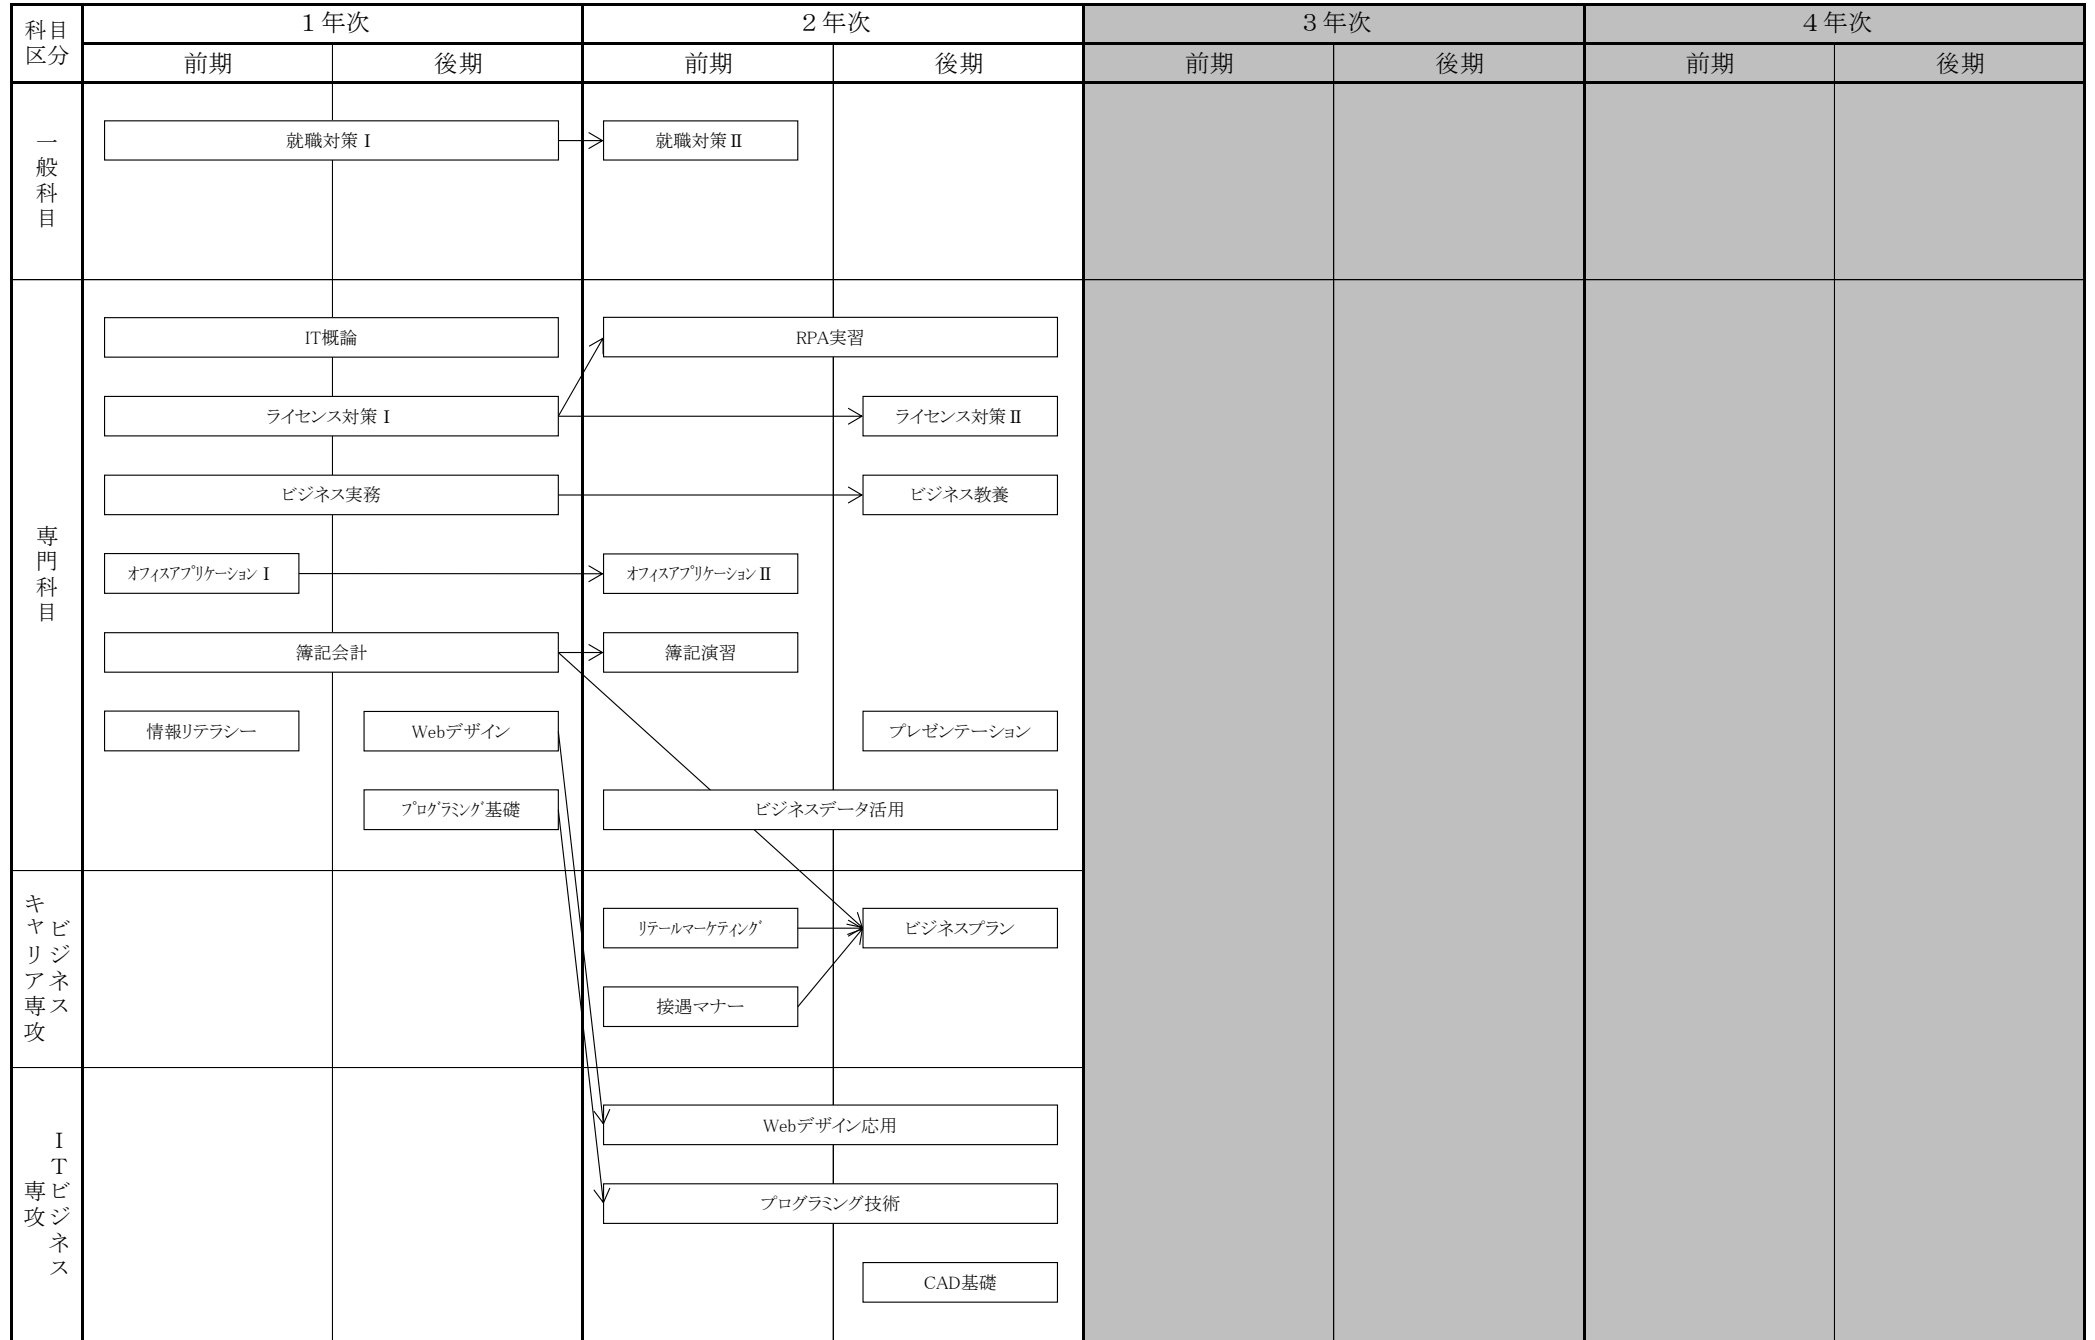 科目
区分
１年次
２年次
３年次
４年次
前期
後期
前期
後期
前期
後期
前期
後期
一般科目
就職対策Ⅰ
就職対策Ⅱ
専門科目
IT概論
RPA実習
ライセンス対策Ⅰ
ライセンス対策Ⅱ
ビジネス実務
ビジネス教養
オフィスアプリケーションⅠ
オフィスアプリケーションⅡ
簿記会計
簿記演習
情報リテラシー
Webデザイン
プレゼンテーション
プログラミング基礎
ビジネスデータ活用
ビジネス
キャリア専攻
リテールマーケティング
ビジネスプラン
接遇マナー
ＩＴビジネス
専攻
Webデザイン応用
プログラミング技術
CAD基礎